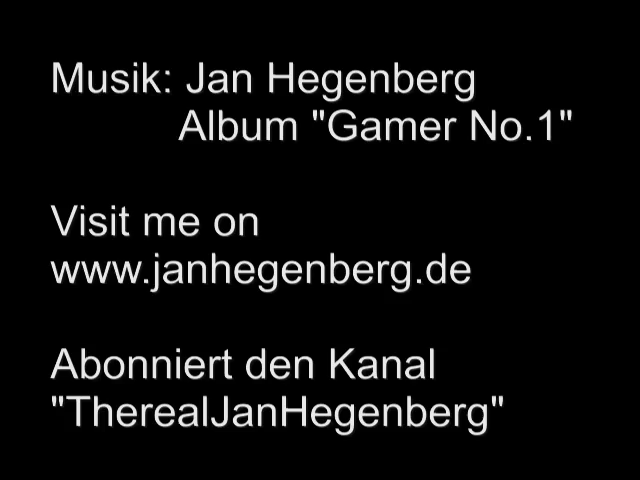 Musik: Jan Hegenberg
Album "Gamer No.1"
Visit me on
www.janhegenberg.de
Abonniert den Kanal
"TherealJanHegenberg"